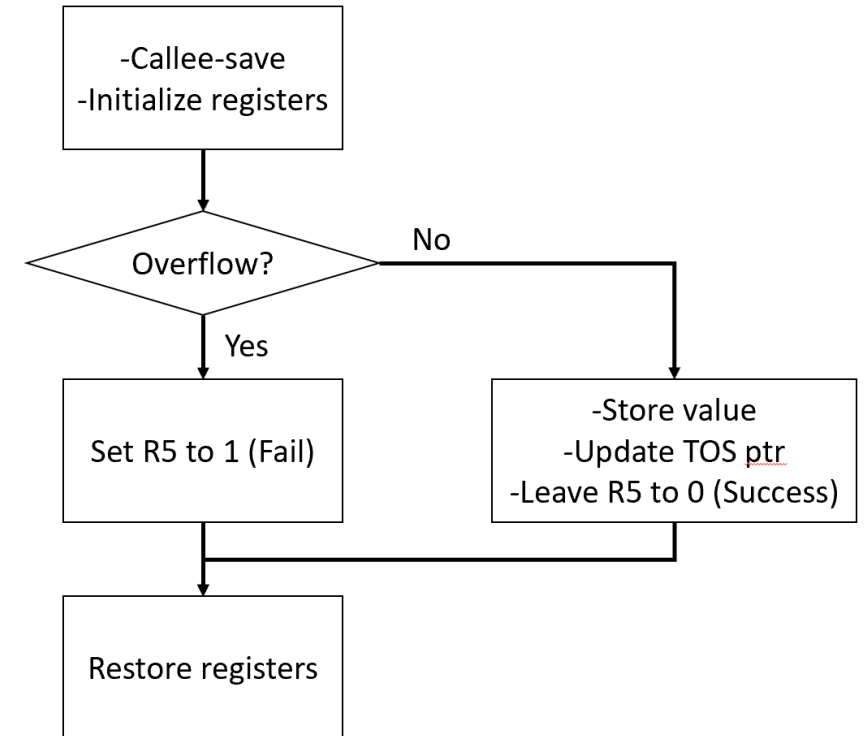 -Callee-save
-Initialize registers
Overflow?
No
Yes
Set R5 to 1 (Fail)
-Store value
-Update TOS ptr
-Leave R5 to 0 (Success)
Restore registers